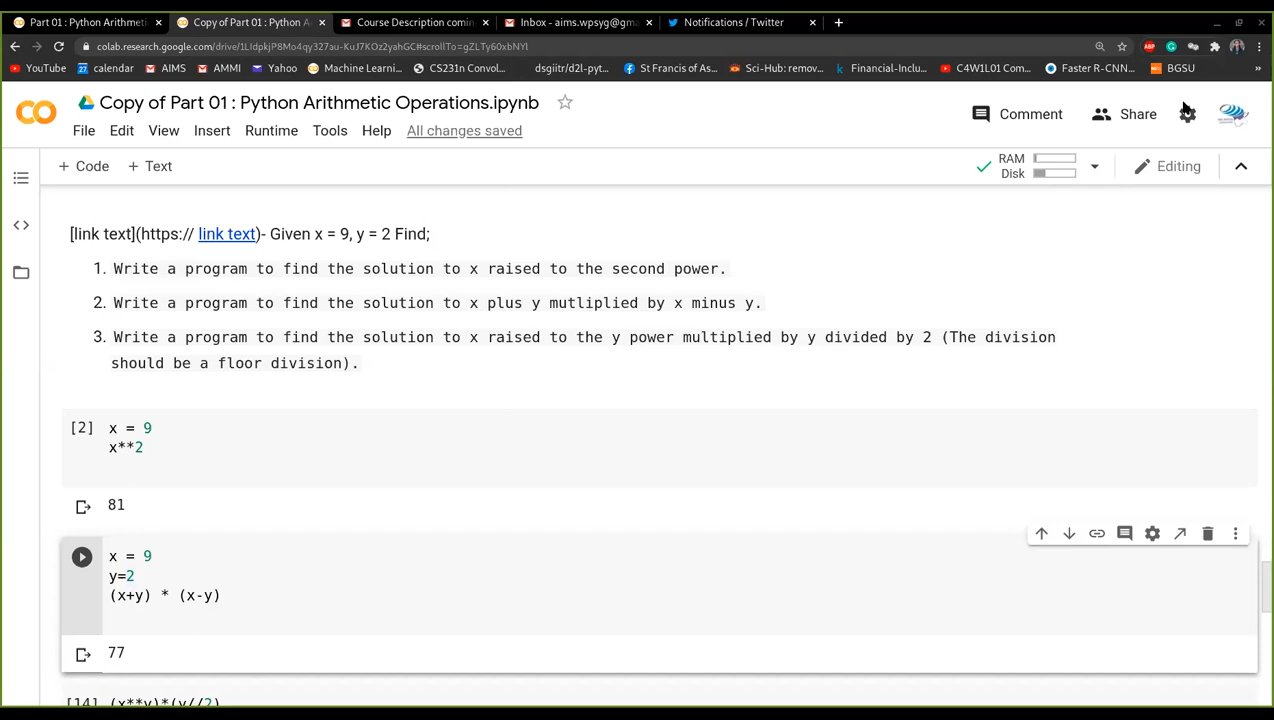 Part 01 : Python Arithmetic
Copy of Part 01 : Python A
Course Description comin
Inbox - aims.wpsyg@gma
Notifications / Twitter
colab.research.google.com/drive/1LIdpkjP8Mo4qy327au-KuJ7KOz2yahGC#scrollTo=gZLTy60xbNYl
YouTube
27 calendar
AIMS
AMMI
Yahoo
Machine Learni...
CS231n Convol...
dsgiitr/d2l-pyt...
St Francis of As...
Sci-Hub: remov...
Financial-Inclu...
C4W1L01 Com...
Faster R-CNN...
BGSU
»
Copy of Part 01 : Python Arithmetic Operations.ipynb
Comment
Share
File Edit View Insert Runtime Tools Help All changes saved
+ Code + Text
RAM
Disk
Editing
[link text](https:// link text)- Given x = 9, y = 2 Find;
1. Write a program to find the solution to x raised to the second power.
2. Write a program to find the solution to x plus y mutliplied by x minus y.
3. Write a program to find the solution to x raised to the y power multiplied by y divided by 2 (The division
should be a floor division).
[2] x = 9
x**2
81
x = 9
y=2
(x+y) * (x-y)
77
[14] (x**y)*(y//2)